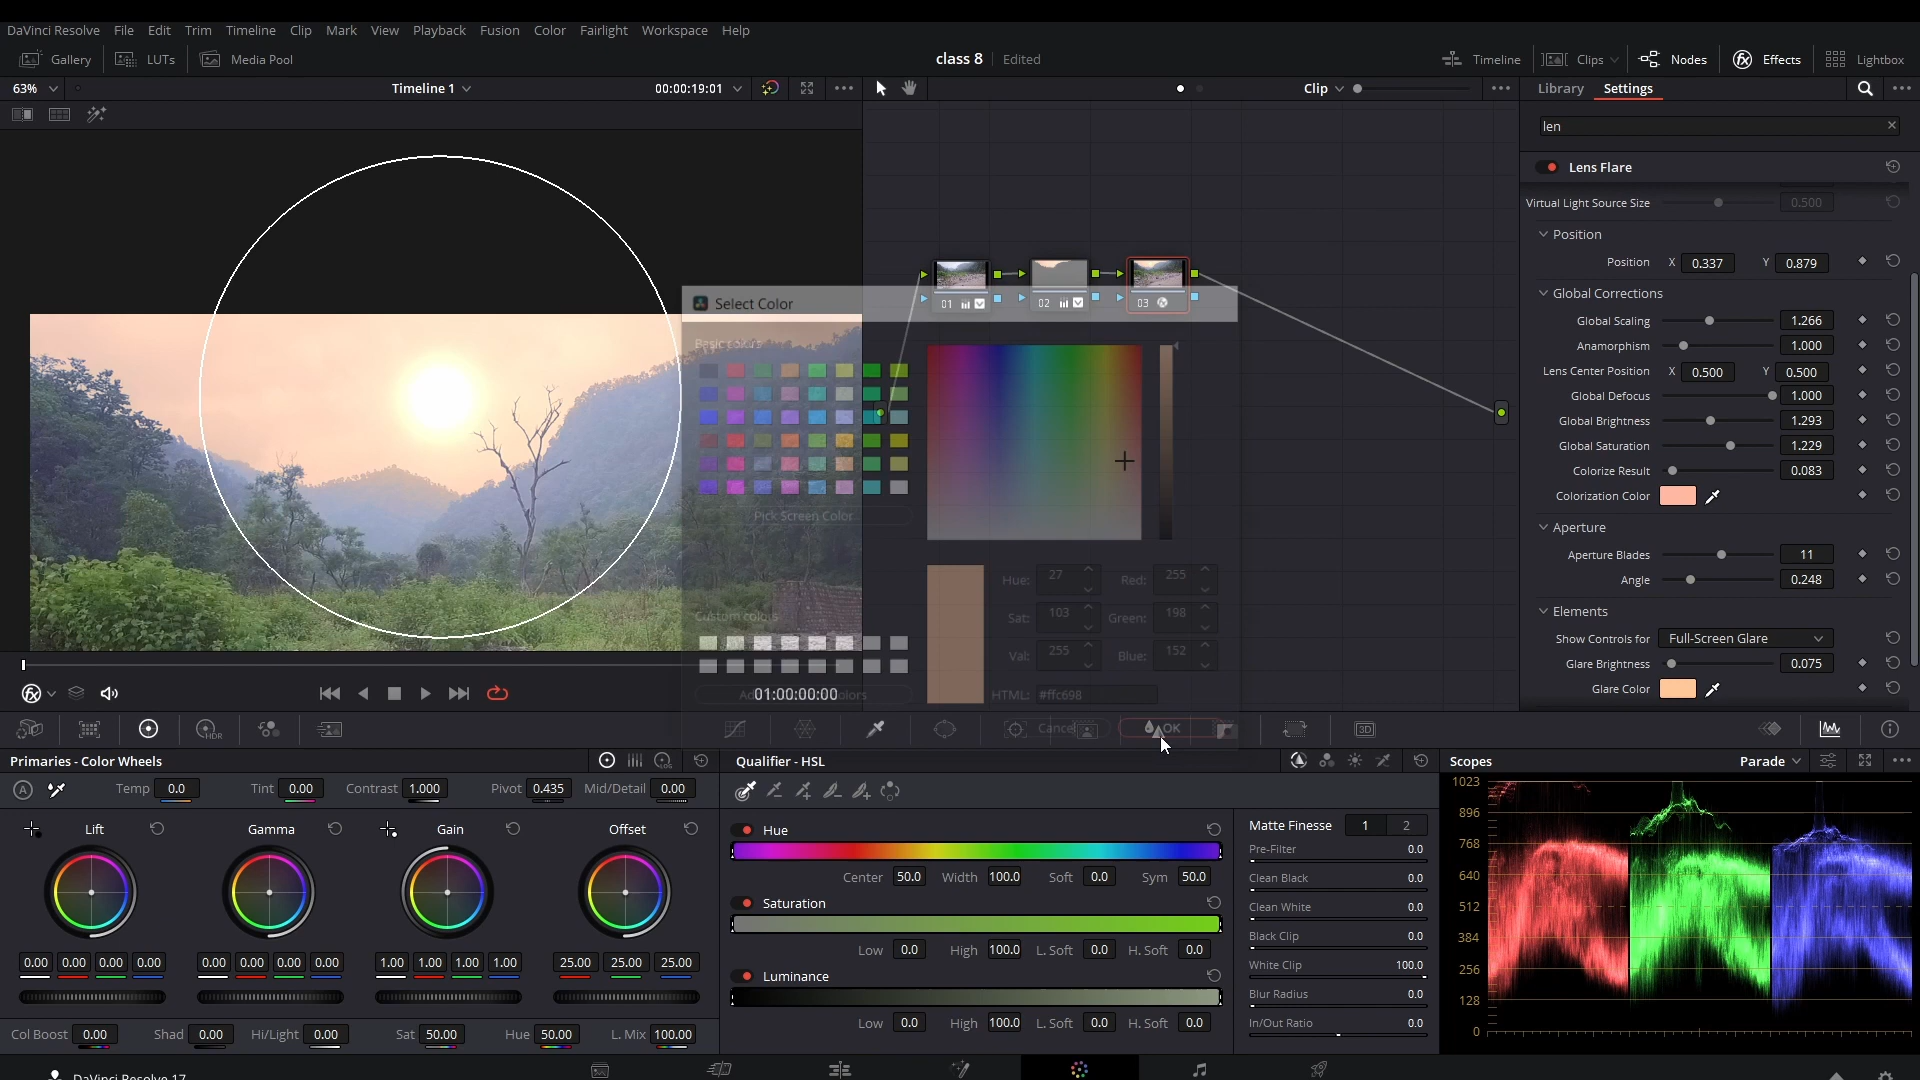 DaVinci Resolve File Edit Trim Timeline Clip Mark View Playback Fusion Color Fairlight Workspace Help
Gallery LUTs Media Pool class 8 Edited Timeline Clips Nodes Effects Lightbox
63% Timeline 1 00:00:19:01 Clip Library Settings
len
Lens Flare
Virtual Light Source Size 0.500
Position
Position X 0.337 Y 0.879
Global Corrections
Global Scaling 1.266
Anamorphism 1.000
Lens Center Position X 0.500 Y 0.500
Global Defocus 1.000
Global Brightness 1.293
Global Saturation 1.229
Colorize Result 0.083
Colorization Color
Aperture
Aperture Blades 11
Angle 0.248
Elements
Show Controls for Full-Screen Glare
Glare Brightness 0.075
Glare Color
01 02 03
Select Color
Basic colors
Pick Screen Color
Custom colors
Hue: 27 Red: 255
Sat: 103 Green: 198
Val: 255 Blue: 152
HTML: #ffc698
Cancel OK
01:00:00:00
HDR 3D
Primaries - Color Wheels
Temp 0.0 Tint 0.00 Contrast 1.000 Pivot 0.435 Mid/Detail 0.00
Lift Gamma Gain Offset
0.00 0.00 0.00 0.00 0.00 0.00 0.00 0.00 1.00 1.00 1.00 1.00 25.00 25.00 25.00
Col Boost 0.00 Shad 0.00 Hi/Light 0.00 Sat 50.00 Hue 50.00 L. Mix 100.00
Qualifier - HSL
Hue
Center 50.0 Width 100.0 Soft 0.0 Sym 50.0
Saturation
Low 0.0 High 100.0 L. Soft 0.0 H. Soft 0.0
Luminance
Low 0.0 High 100.0 L. Soft 0.0 H. Soft 0.0
Matte Finesse 1 2
Pre-Filter 0.0
Clean Black 0.0
Clean White 0.0
Black Clip 0.0
White Clip 100.0
Blur Radius 0.0
In/Out Ratio 0.0
Scopes Parade
1023
896
768
640
512
384
256
128
0
DaVinci Resolve 17